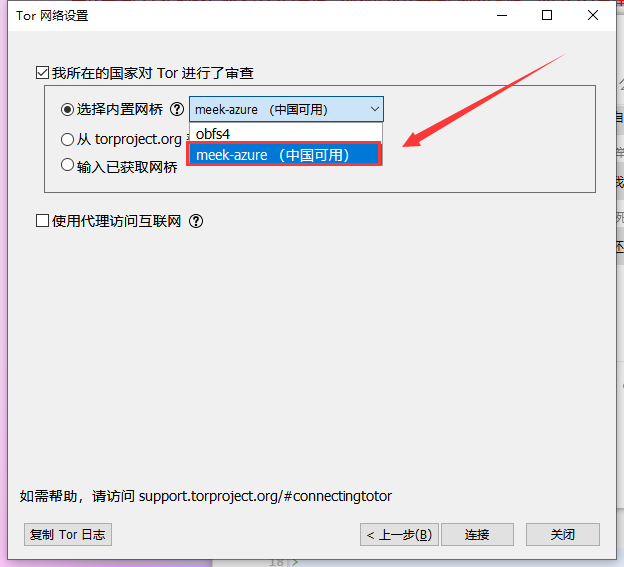 Tor 网络设置
我所在的国家对 Tor 进行了审查
选择内置网桥
meek-azure （中国可用）
obfs4
从 torproject.org
meek-azure （中国可用）
输入已获取网桥
使用代理访问互联网
如需帮助，请访问 support.torproject.org/#connectingtotor
复制 Tor 日志
< 上一步(B)
连接
关闭
18